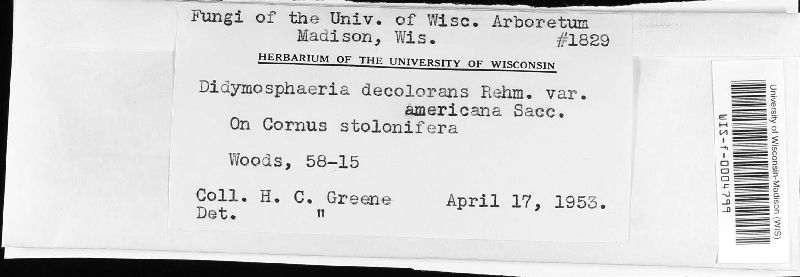 Fungi of the Univ. of Wisc. Arboretum
Madison, Wis. #1829
HERBARIUM OF THE UNIVERSITY OF WISCONSIN
Didymosphaeria decolorans Rehm. var.
americana Sacc.
On Cornus stolonifera
Woods, 58-15
Coll. H. C. Greene April 17, 1953.
Det. "
University of Wisconsin-Madison (WIS)
WIS-f-0004799